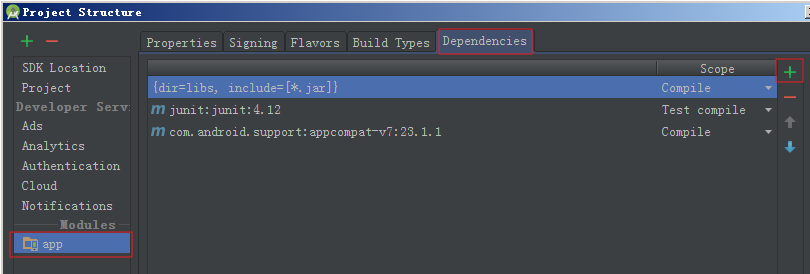 Project Structure
Properties Signing Flavors Build Types Dependencies
SDK Location
Project
Developer Serv
Ads
Analytics
Authentication
Cloud
Notifications
Modules
app
Scope
{dir=libs, include=[*.jar]} Compile
m junit:junit:4.12 Test compile
m com.android.support:appcompat-v7:23.1.1 Compile